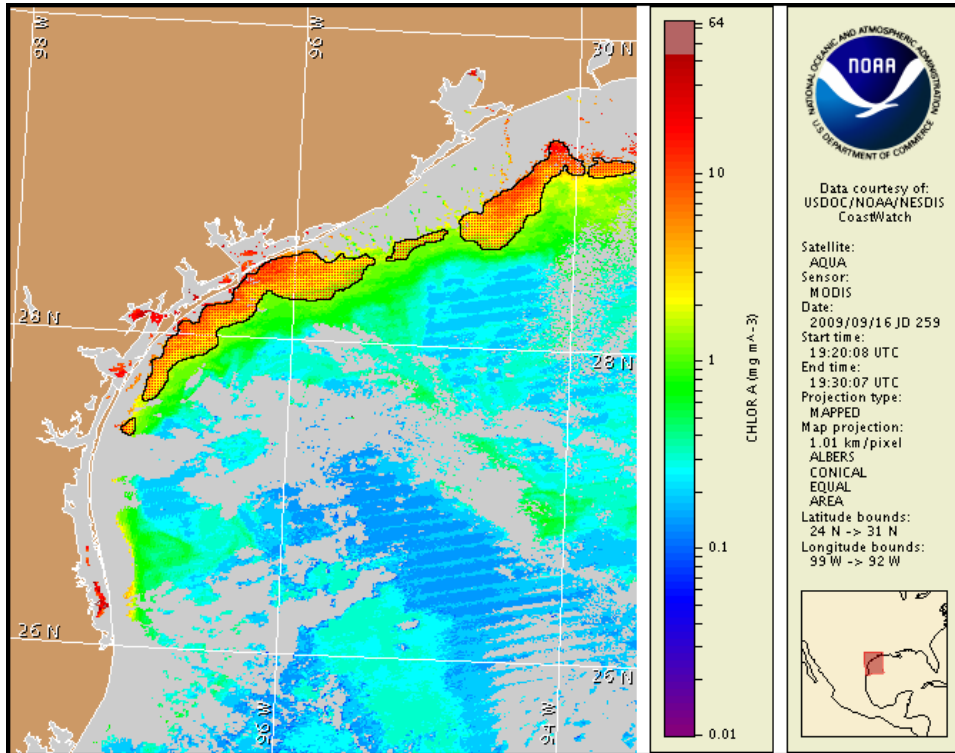 98 W
96 W
30 N
28 N
28 N
26 N
26 N
96 W
94 W
64
10
1
0.1
0.01
CHLOR A (mg m^-3)
NATIONAL OCEANIC AND ATMOSPHERIC ADMINISTRATION
NOAA
U.S. DEPARTMENT OF COMMERCE
Data courtesy of:
USDOC/NOAA/NESDIS
CoastWatch
Satellite:
AQUA
Sensor:
MODIS
Date:
2009/09/16 JD 259
Start time:
19:20:08 UTC
End time:
19:30:07 UTC
Projection type:
MAPPED
Map projection:
1.01 km/pixel
ALBERS
CONICAL
EQUAL
AREA
Latitude bounds:
24 N -> 31 N
Longitude bounds:
99 W -> 92 W